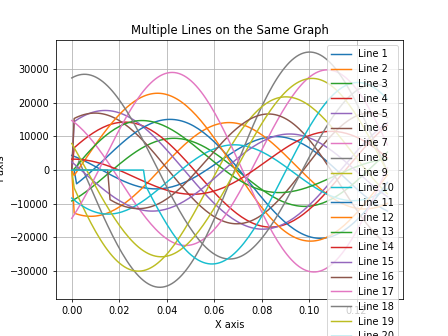 Multiple Lines on the Same Graph
30000
20000
10000
0
−10000
−20000
−30000
0.00 0.02 0.04 0.06 0.08 0.10
X axis
Line 1
Line 2
Line 3
Line 4
Line 5
Line 6
Line 7
Line 8
Line 9
Line 10
Line 11
Line 12
Line 13
Line 14
Line 15
Line 16
Line 17
Line 18
Line 19